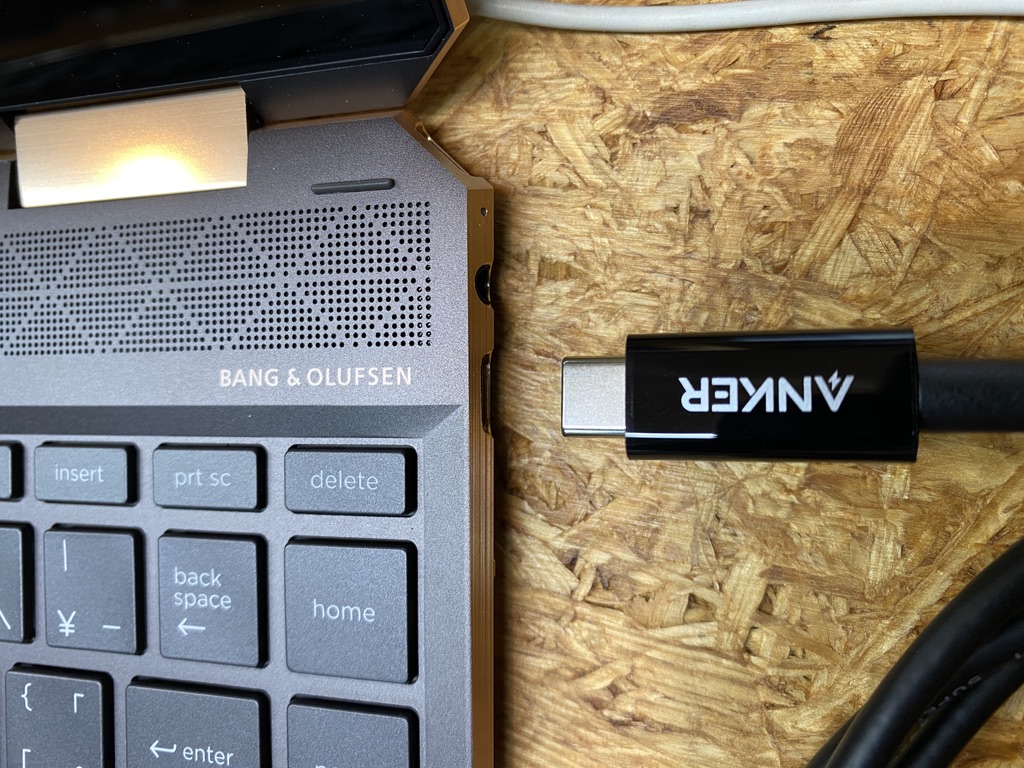 BANG & OLUFSEN
ANKER
insert
prt sc
delete
|
¥ _
back
space
←
home
{ 「
↵ enter